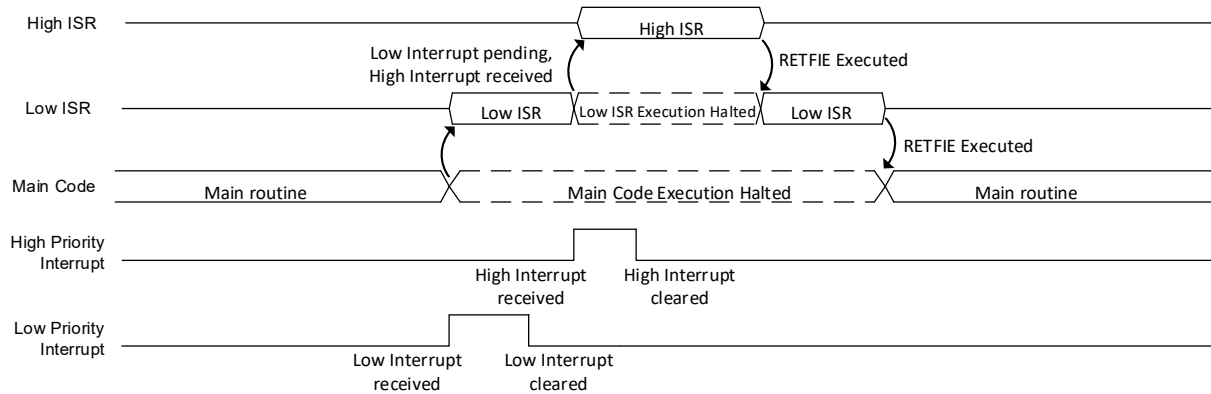 High ISR
High ISR
Low Interrupt pending,
High Interrupt received
RETFIE Executed
Low ISR
Low ISR
Low ISR Execution Halted
Low ISR
RETFIE Executed
Main Code
Main routine
Main Code Execution Halted
Main routine
High Priority
Interrupt
High Interrupt
received
High Interrupt
cleared
Low Priority
Interrupt
Low Interrupt
received
Low Interrupt
cleared